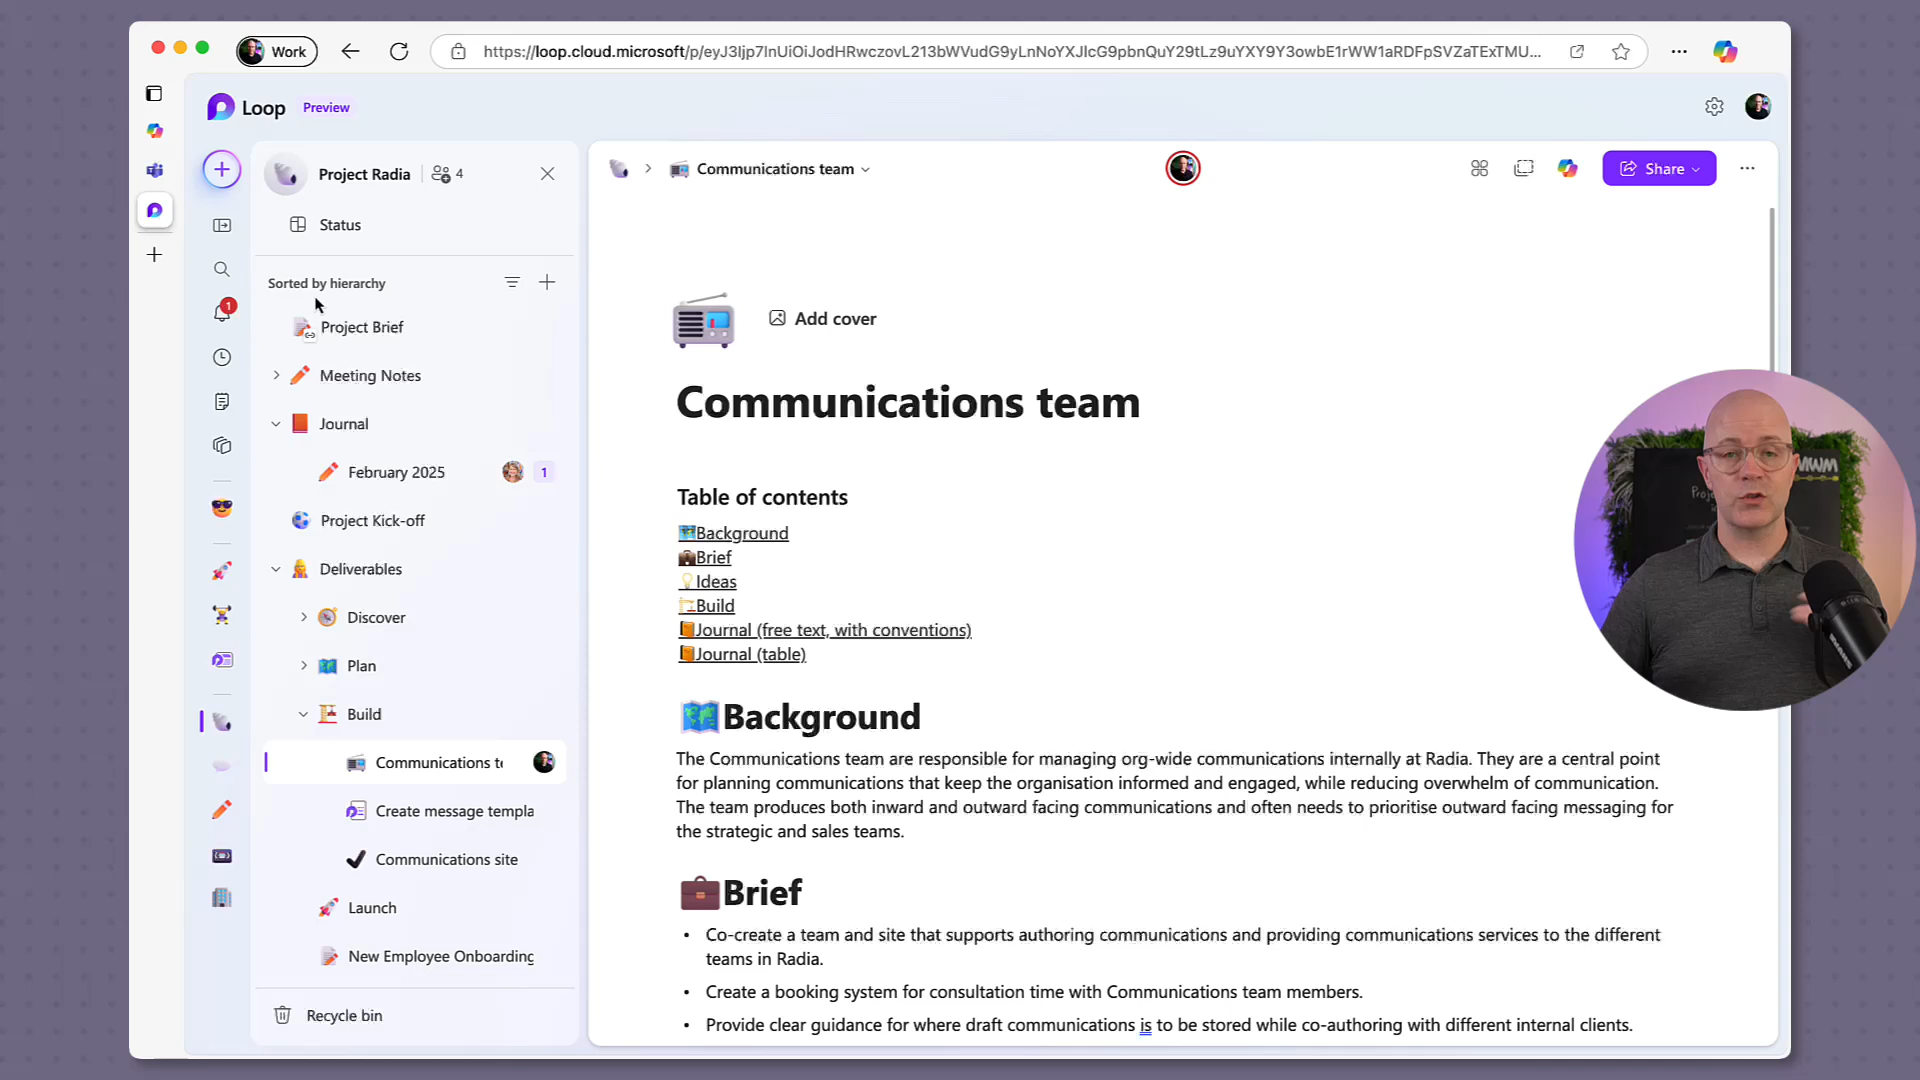 Work
https://loop.cloud.microsoft/p/eyJ3Ijp7InUiOiJodHRwczovL213bWVudG9yLnNoYXJlcG9pbnQuY29tLz9uYXY9Y3owbE1rWW1aRDFpSVZaTExTMU...
Loop Preview
Project Radia 4
Communications team
Share
Status
Sorted by hierarchy
1
Project Brief
Meeting Notes
Journal
February 2025 1
Project Kick-off
Deliverables
Discover
Plan
Build
Communications te
Create message templa
Communications site
Launch
New Employee Onboarding
Recycle bin
Add cover
Communications team
Table of contents
Background
Brief
Ideas
Build
Journal (free text, with conventions)
Journal (table)
Background
The Communications team are responsible for managing org-wide communications internally at Radia. They are a central point
for planning communications that keep the organisation informed and engaged, while reducing overwhelm of communication.
The team produces both inward and outward facing communications and often needs to prioritise outward facing messaging for
the strategic and sales teams.
Brief
• Co-create a team and site that supports authoring communications and providing communications services to the different
teams in Radia.
• Create a booking system for consultation time with Communications team members.
• Provide clear guidance for where draft communications is to be stored while co-authoring with different internal clients.
MWM